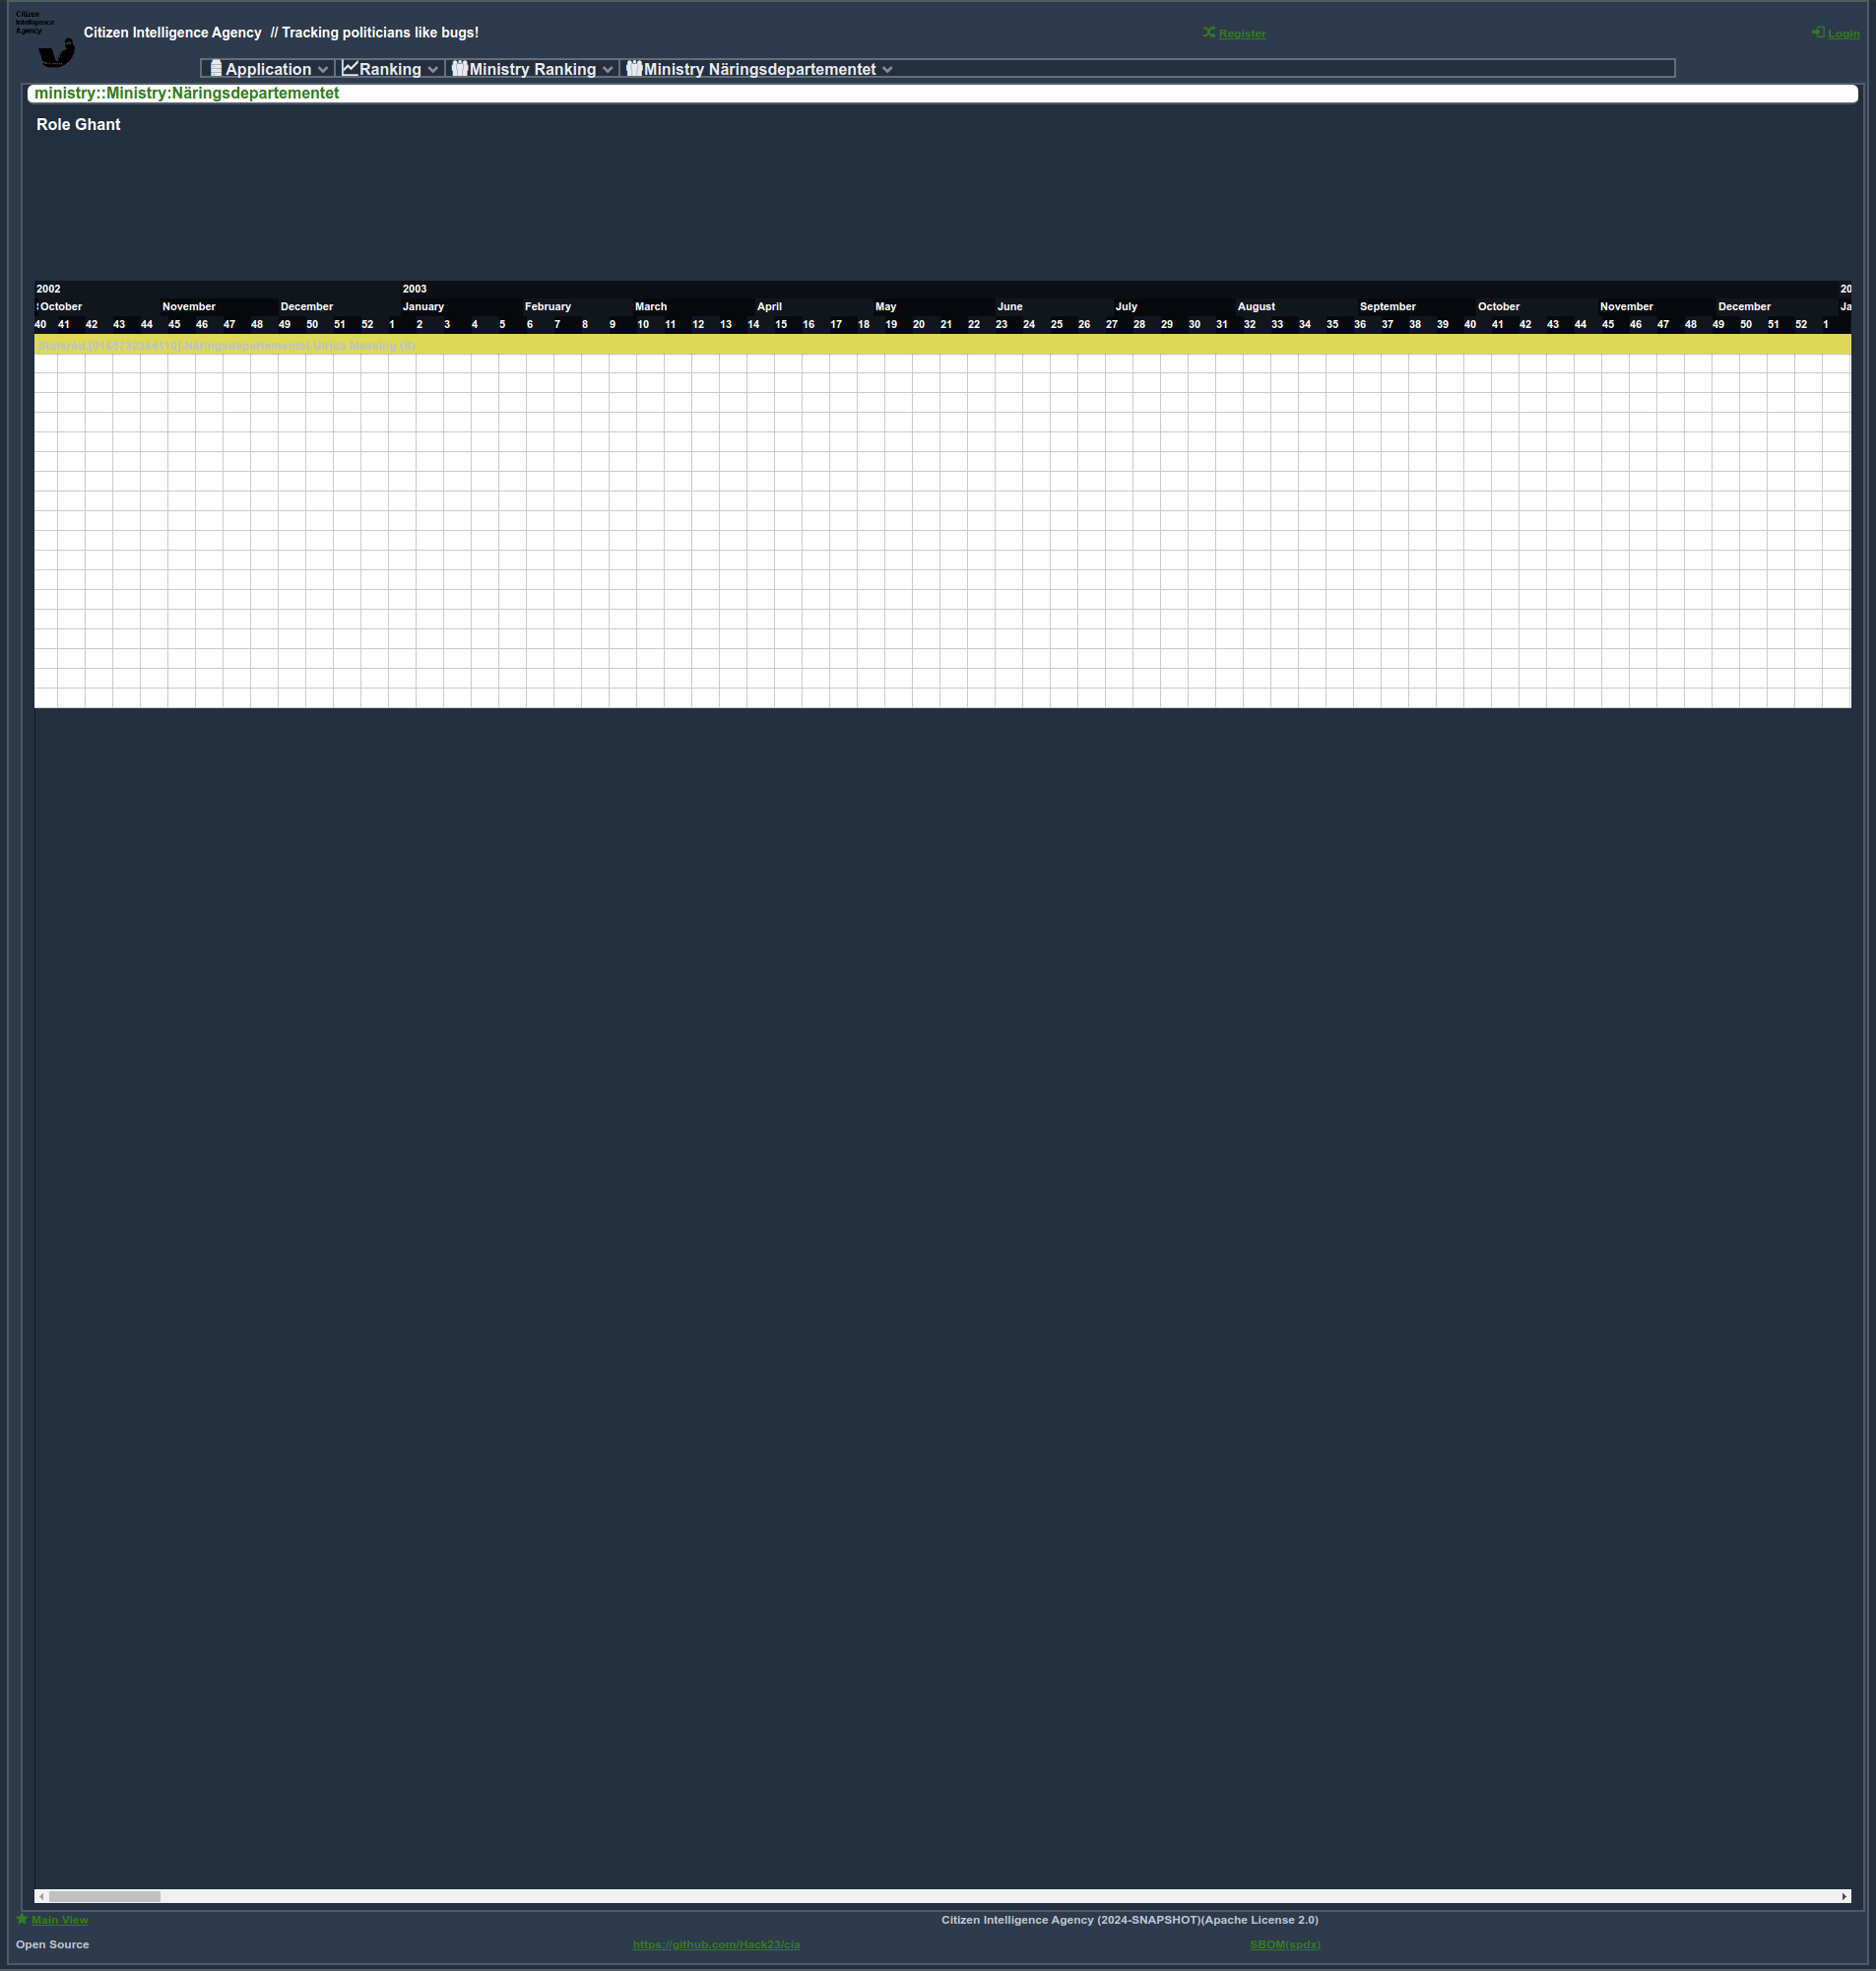 Citizen
Intelligence
Agency
Citizen Intelligence Agency // Tracking politicians like bugs!
Register
Login
Application
Ranking
Ministry Ranking
Ministry Näringsdepartementet
ministry::Ministry:Näringsdepartementet
Role Ghant
2002 2003 20
October November December January February March April May June July August September October November December Ja
40 41 42 43 44 45 46 47 48 49 50 51 52 1 2 3 4 5 6 7 8 9 10 11 12 13 14 15 16 17 18 19 20 21 22 23 24 25 26 27 28 29 30 31 32 33 34 35 36 37 38 39 40 41 42 43 44 45 46 47 48 49 50 51 52 1
Statsråd. Näringsdepartementet.Ulrica Messing (S)
Main View
Citizen Intelligence Agency (2024-SNAPSHOT)(Apache License 2.0)
Open Source
https://github.com/Hack23/cia
SBOM(spdx)